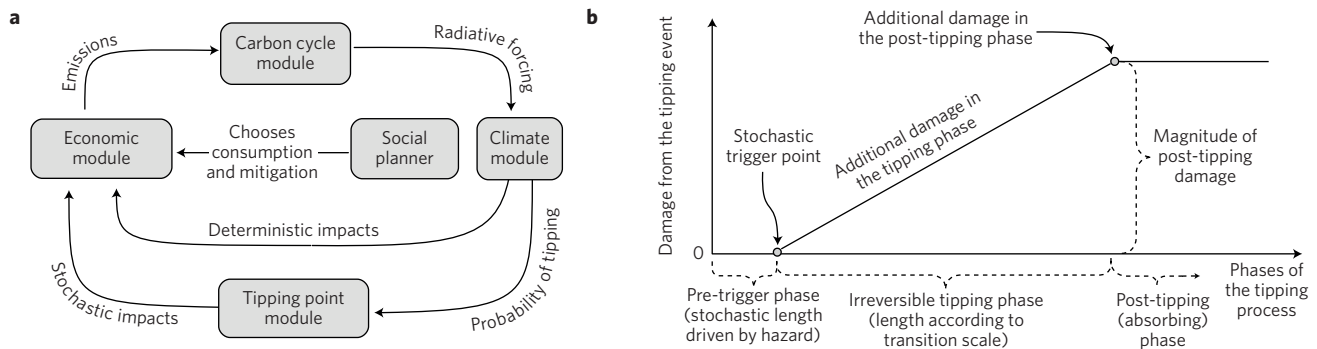 a
Emissions
Carbon cycle
module
Radiative forcing
Economic
module
Chooses
consumption
and mitigation
Social
planner
Climate
module
Deterministic impacts
Stochastic impacts
Tipping point
module
Probability of tipping
b
Damage from the tipping event
0
Additional damage in
the post-tipping phase
Stochastic
trigger point
Additional damage in
the tipping phase
Magnitude of
post-tipping
damage
Pre-trigger phase
(stochastic length
driven by hazard)
Irreversible tipping phase
(length according to
transition scale)
Post-tipping
(absorbing)
phase
Phases of
the tipping
process